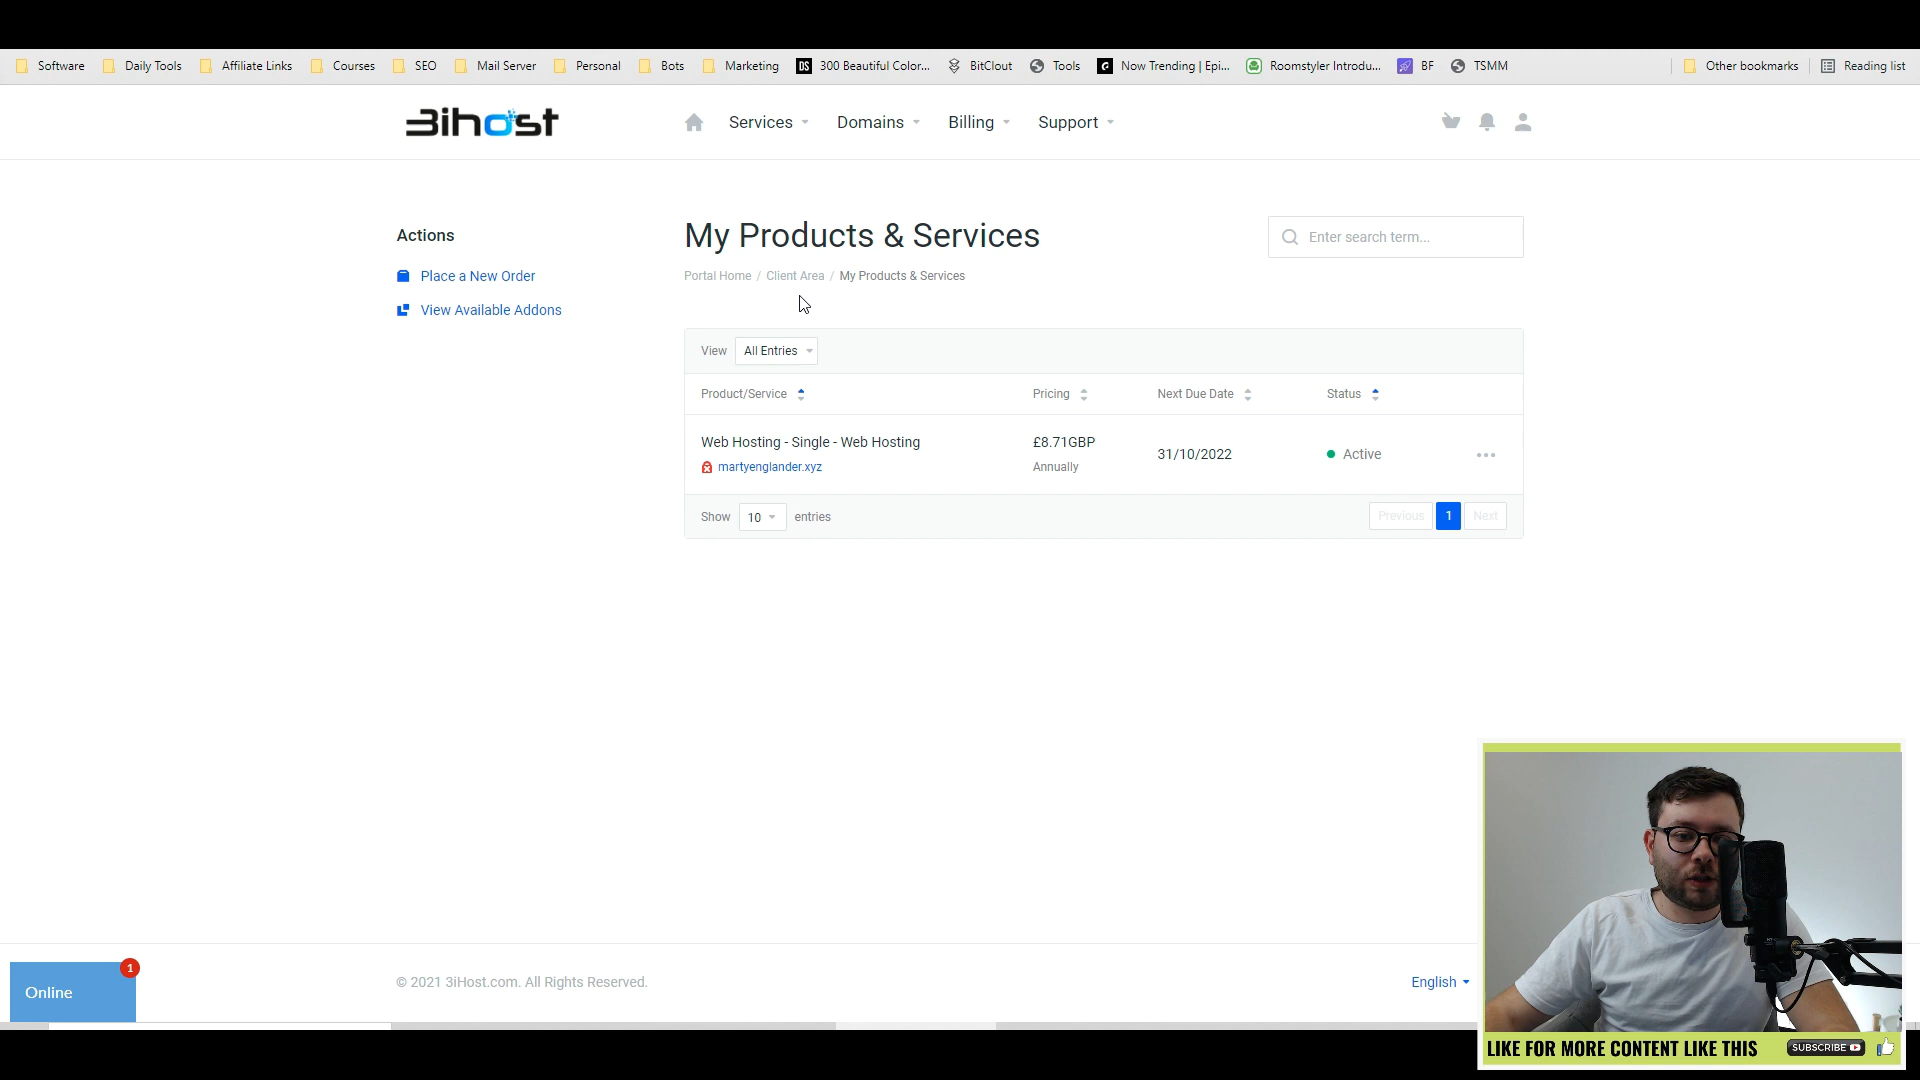 Software Daily Tools Affiliate Links Courses SEO Mail Server Personal Bots Marketing DS 300 Beautiful Color... BitClout Tools Now Trending | Epi... Roomstyler Introdu... BF TSMM Other bookmarks Reading list
3ihost Services Domains Billing Support
Actions
Place a New Order
View Available Addons
My Products & Services
Enter search term...
Portal Home / Client Area / My Products & Services
View All Entries
Product/Service Pricing Next Due Date Status
Web Hosting - Single - Web Hosting £8.71GBP 31/10/2022 Active
martyenglander.xyz Annually
Show 10 entries Previous 1 Next
Online 1
© 2021 3iHost.com. All Rights Reserved.
English
LIKE FOR MORE CONTENT LIKE THIS SUBSCRIBE